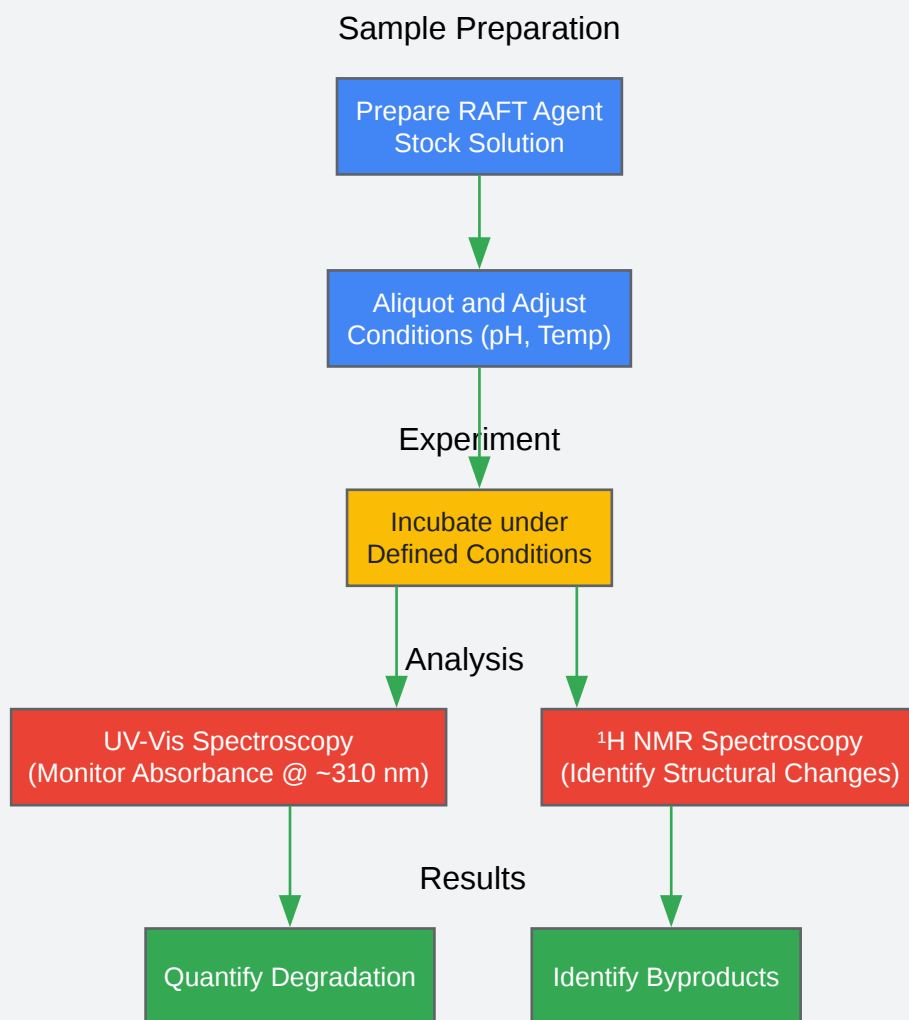 Sample Preparation
Prepare RAFT Agent
Stock Solution
Aliquot and Adjust
Conditions (pH, Temp)
Experiment
Incubate under
Defined Conditions
Analysis
UV-Vis Spectroscopy
(Monitor Absorbance @ ~310 nm)
¹H NMR Spectroscopy
(Identify Structural Changes)
Results
Quantify Degradation
Identify Byproducts